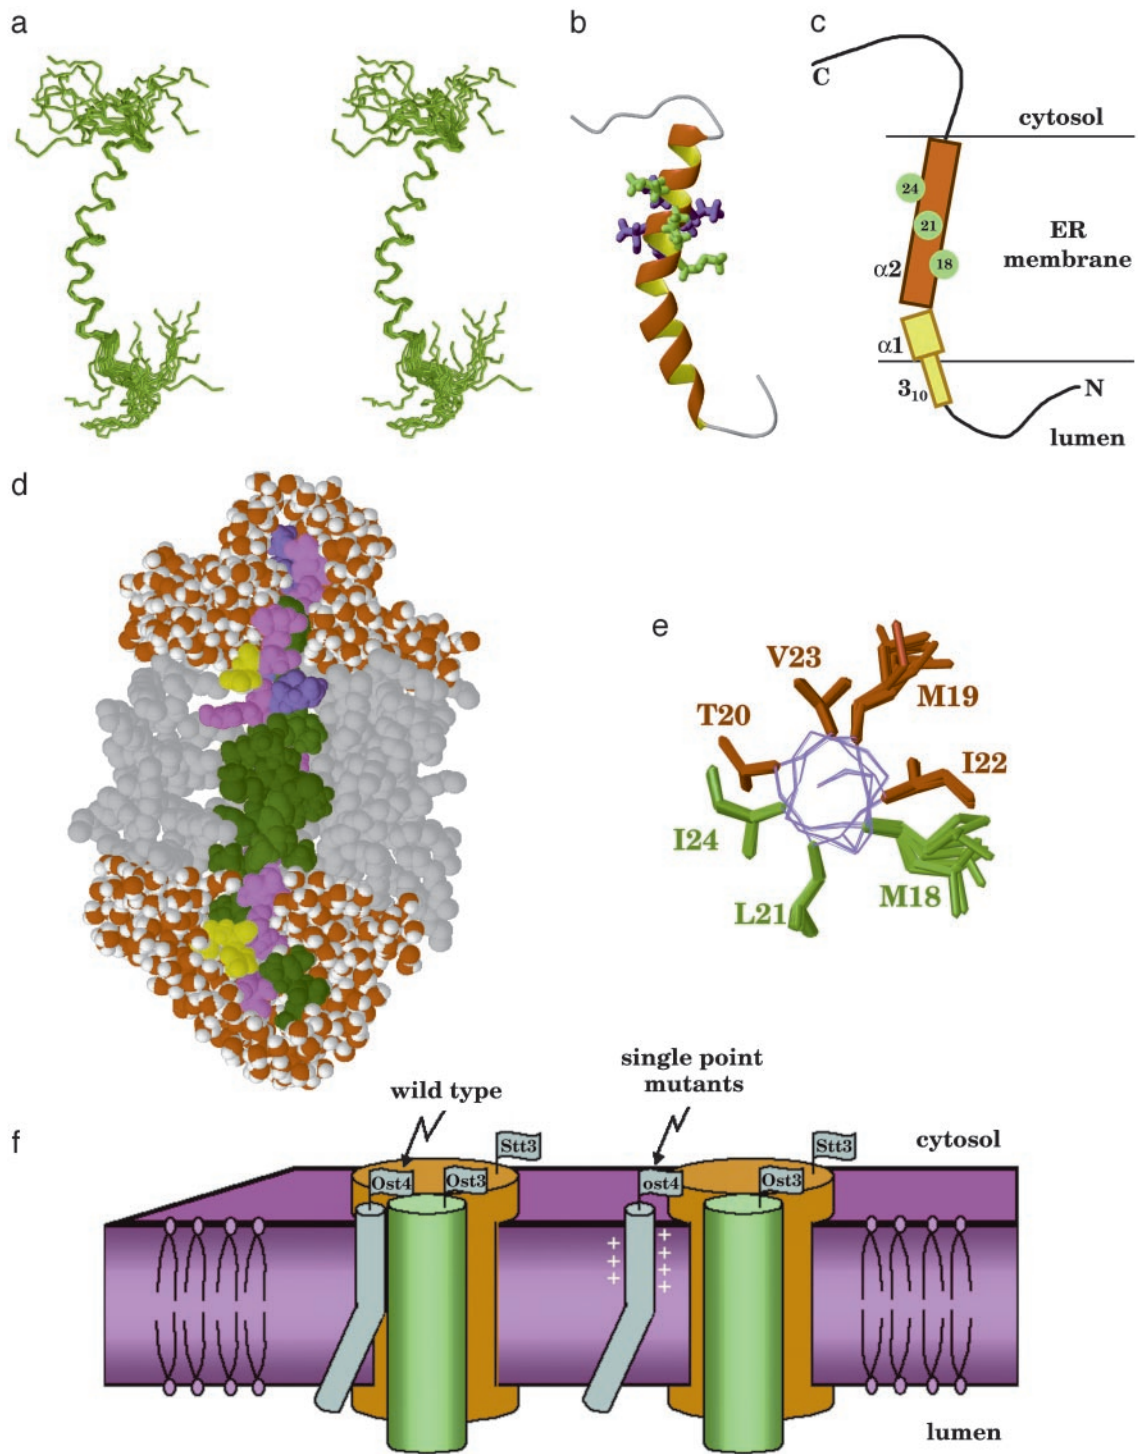 a
b
c
C
cytosol
24
21
18
ER
membrane
α2
α1
3₁₀
N
lumen
d
e
V23
M19
T20
I22
I24
M18
L21
f
wild type
single point
mutants
Stt3
Ost4
Ost3
Stt3
ost4
Ost3
cytosol
+ +
+ +
+ +
+
lumen